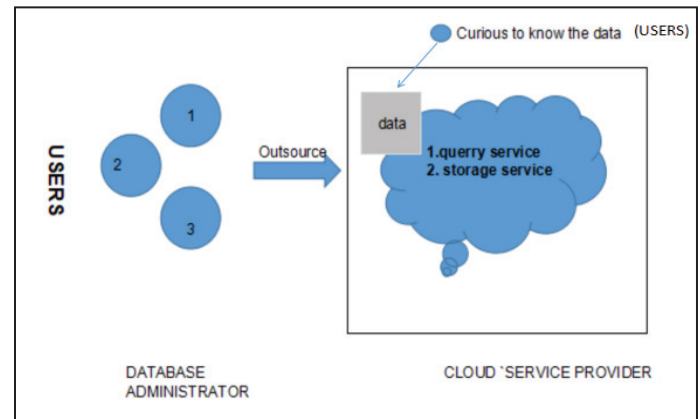 Curious to know the data (USERS)
USERS
1
2
3
Outsource
data
1.querry service
2. storage service
DATABASE
ADMINISTRATOR
CLOUD `SERVICE PROVIDER